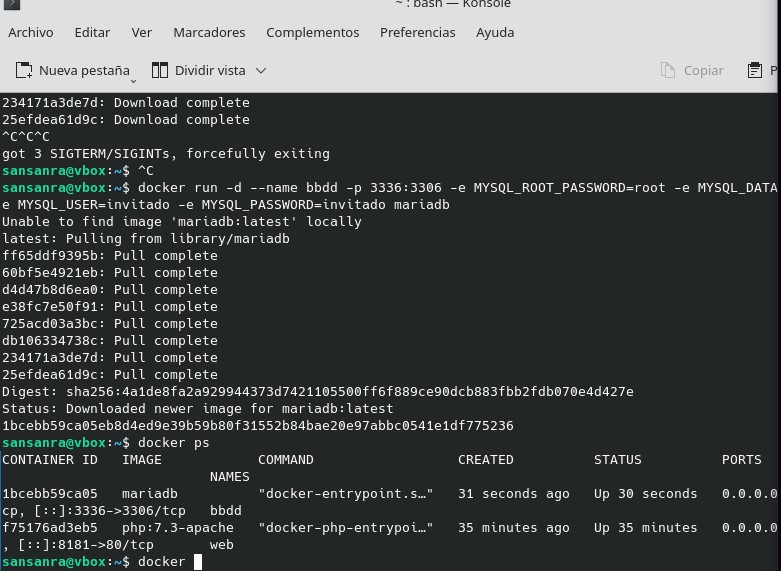 ~ : bash — Konsole
Archivo Editar Ver Marcadores Complementos Preferencias Ayuda
Nueva pestaña Dividir vista Copiar P
234171a3de7d: Download complete
25efdea61d9c: Download complete
^C^C^C
got 3 SIGTERM/SIGINTs, forcefully exiting
sansanra@vbox:~$ ^C
sansanra@vbox:~$ docker run -d --name bbdd -p 3336:3306 -e MYSQL_ROOT_PASSWORD=root -e MYSQL_DATA
e MYSQL_USER=invitado -e MYSQL_PASSWORD=invitado mariadb
Unable to find image 'mariadb:latest' locally
latest: Pulling from library/mariadb
ff65ddf9395b: Pull complete
60bf5e4921eb: Pull complete
d4d47b8d6ea0: Pull complete
e38fc7e50f91: Pull complete
725acd03a3bc: Pull complete
db106334738c: Pull complete
234171a3de7d: Pull complete
25efdea61d9c: Pull complete
Digest: sha256:4a1de8fa2a929944373d7421105500ff6f889ce90dcb883fbb2fdb070e4d427e
Status: Downloaded newer image for mariadb:latest
1bcebb59ca05eb8d4ed9e39b59b80f31552b84bae20e97abbc0541e1df775236
sansanra@vbox:~$ docker ps
CONTAINER ID IMAGE COMMAND CREATED STATUS PORTS
NAMES
1bcebb59ca05 mariadb "docker-entrypoint.s…" 31 seconds ago Up 30 seconds 0.0.0.0
cp, [::]:3336->3306/tcp bbdd
f75176ad3eb5 php:7.3-apache "docker-php-entrypoi…" 35 minutes ago Up 35 minutes 0.0.0.0
, [::]:8181->80/tcp web
sansanra@vbox:~$ docker